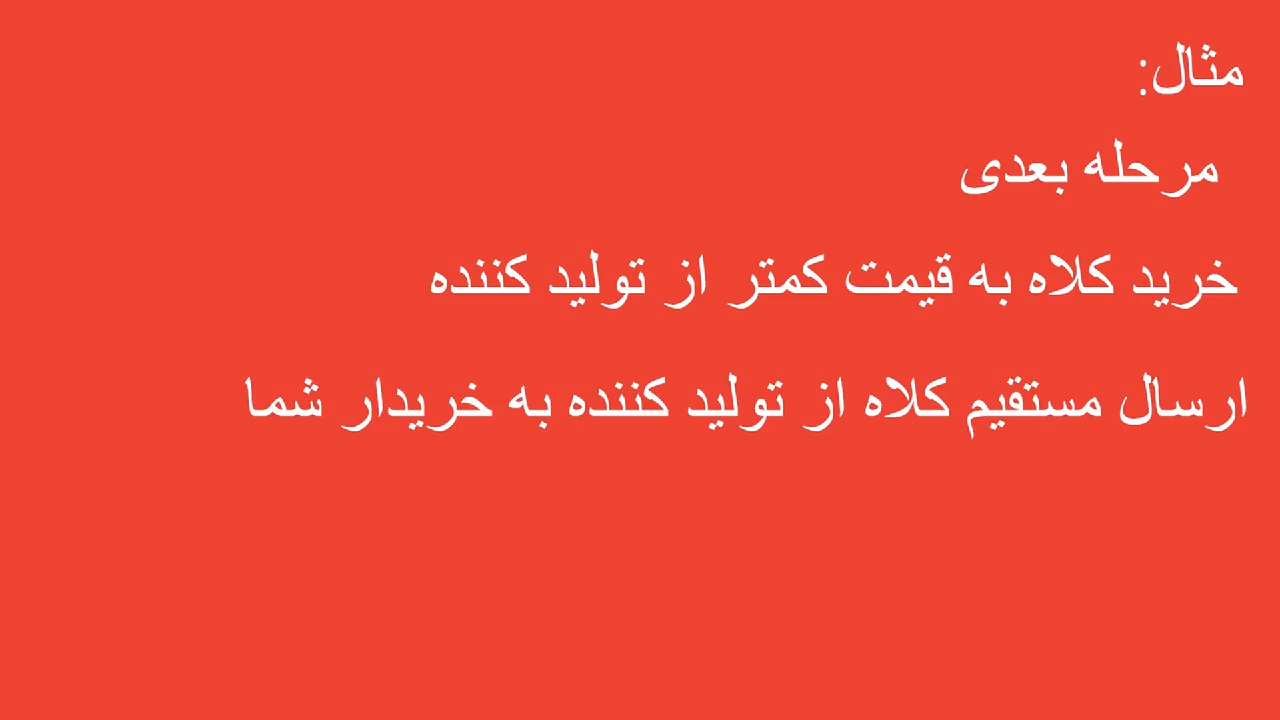 مثال:
مرحله بعدی
خرید کلاه به قیمت کمتر از تولید کننده
ارسال مستقیم کلاه از تولید کننده به خریدار شما